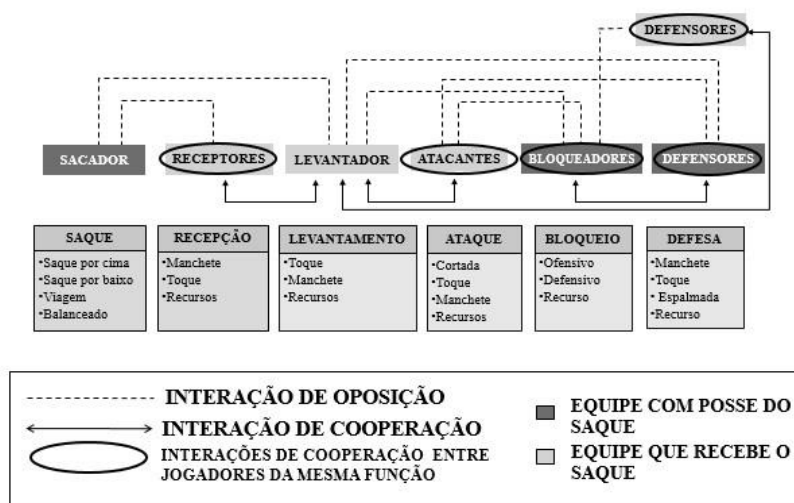 DEFENSORES
SACADOR
RECEPTORES
LEVANTADOR
ATACANTES
BLOQUEADORES
DEFENSORES
SAQUE
•Saque por cima
•Saque por baixo
•Viagem
•Balanceado
RECEPÇÃO
•Manchete
•Toque
•Recursos
LEVANTAMENTO
•Toque
•Manchete
•Recursos
ATAQUE
•Cortada
•Toque
•Manchete
•Recursos
BLOQUEIO
•Ofensivo
•Defensivo
•Recurso
DEFESA
•Manchete
•Toque
• Espalmada
•Recurso
INTERAÇÃO DE OPOSIÇÃO
INTERAÇÃO DE COOPERAÇÃO
INTERAÇÕES DE COOPERAÇÃO ENTRE
JOGADORES DA MESMA FUNÇÃO
EQUIPE COM POSSE DO
SAQUE
EQUIPE QUE RECEBE O
SAQUE